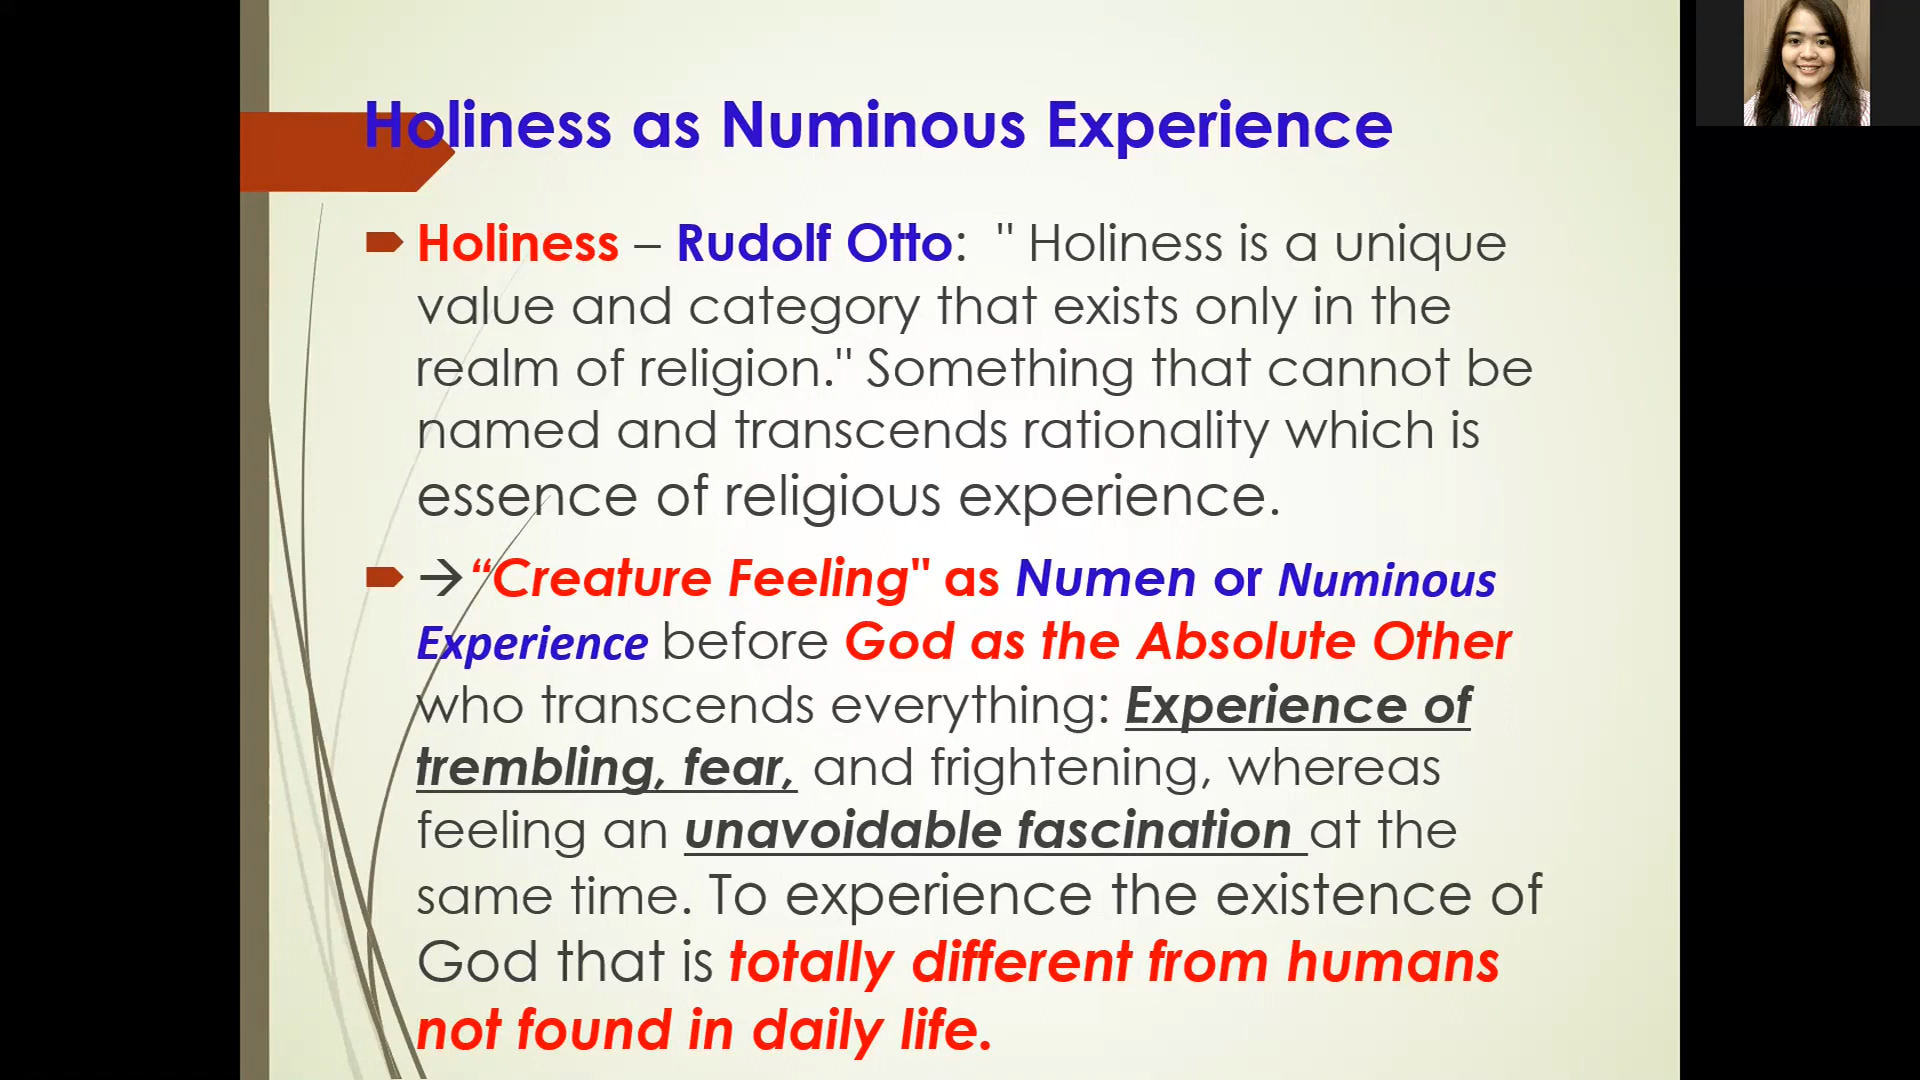 Holiness as Numinous Experience
Holiness – Rudolf Otto: " Holiness is a unique
value and category that exists only in the
realm of religion." Something that cannot be
named and transcends rationality which is
essence of religious experience.
→“Creature Feeling" as Numen or Numinous
Experience before God as the Absolute Other
who transcends everything: Experience of
trembling, fear, and frightening, whereas
feeling an unavoidable fascination at the
same time. To experience the existence of
God that is totally different from humans
not found in daily life.